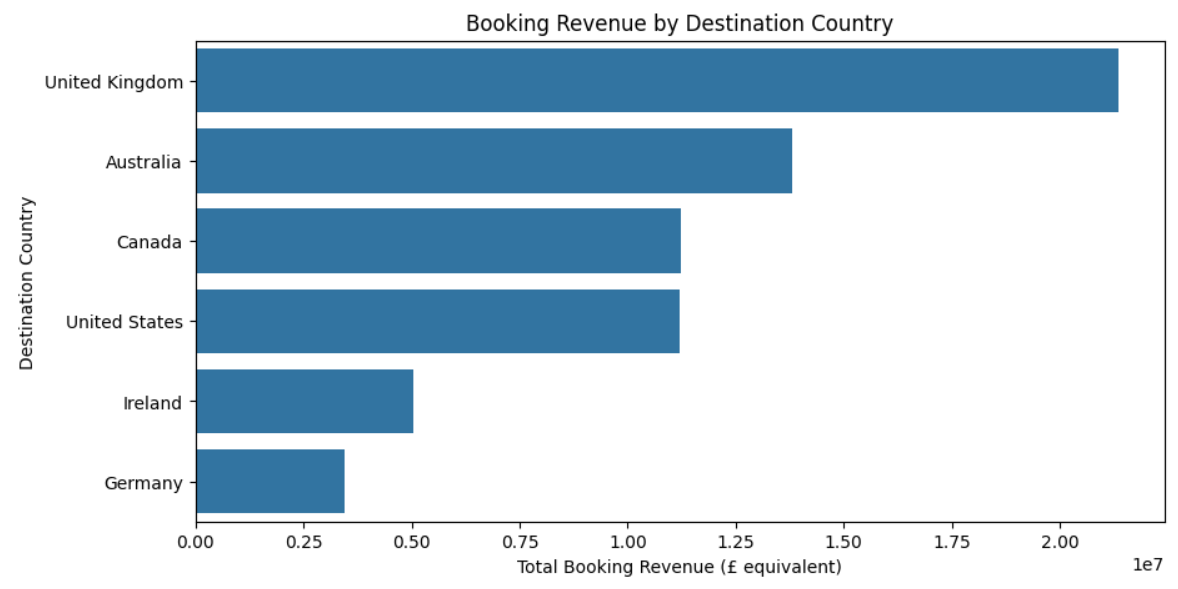 Booking Revenue by Destination Country
United Kingdom
Australia
Canada
United States
Ireland
Germany
Destination Country
0.00 0.25 0.50 0.75 1.00 1.25 1.50 1.75 2.00
1e7
Total Booking Revenue (£ equivalent)